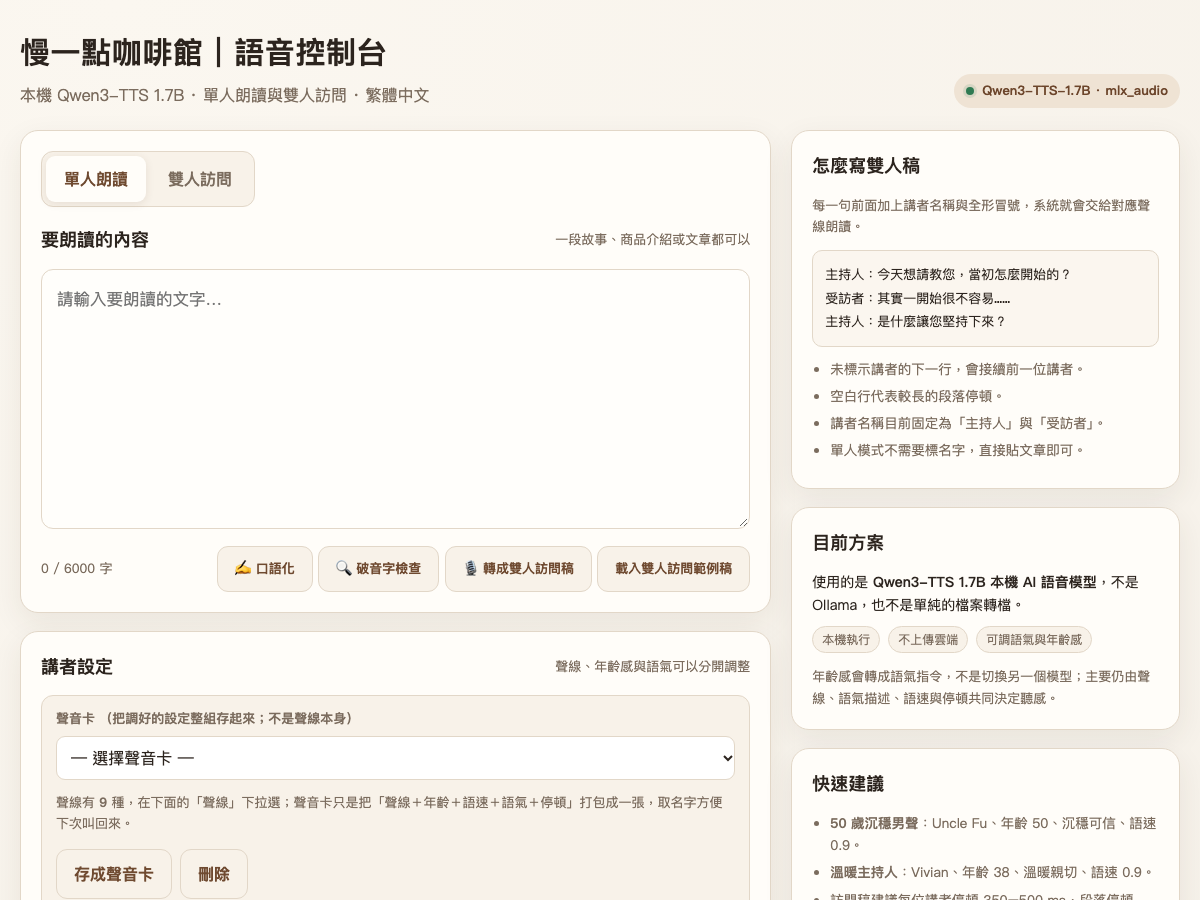 慢一點咖啡館｜語音控制台
本機 Qwen3-TTS 1.7B · 單人朗讀與雙人訪問 · 繁體中文
Qwen3-TTS-1.7B · mlx_audio
單人朗讀
雙人訪問
要朗讀的內容
一段故事、商品介紹或文章都可以
請輸入要朗讀的文字…
0 / 6000 字
✍️ 口語化
🔍 破音字檢查
🎙️ 轉成雙人訪問稿
載入雙人訪問範例稿
講者設定
聲線、年齡感與語氣可以分開調整
聲音卡 （把調好的設定整組存起來；不是聲線本身）
— 選擇聲音卡 —
聲線有 9 種，在下面的「聲線」下拉選；聲音卡只是把「聲線＋年齡＋語速＋語氣＋停頓」打包成一張，取名字方便
下次叫回來。
存成聲音卡
刪除
怎麼寫雙人稿
每一句前面加上講者名稱與全形冒號，系統就會交給對應聲
線朗讀。
主持人：今天想請教您，當初怎麼開始的？
受訪者：其實一開始很不容易……
主持人：是什麼讓您堅持下來？
未標示講者的下一行，會接續前一位講者。
空白行代表較長的段落停頓。
講者名稱目前固定為「主持人」與「受訪者」。
單人模式不需要標名字，直接貼文章即可。
目前方案
使用的是 Qwen3-TTS 1.7B 本機 AI 語音模型，不是
Ollama，也不是單純的檔案轉檔。
本機執行
不上傳雲端
可調語氣與年齡感
年齡感會轉成語氣指令，不是切換另一個模型；主要仍由聲
線、語氣描述、語速與停頓共同決定聽感。
快速建議
50 歲沉穩男聲：Uncle Fu、年齡 50、沉穩可信、語速
0.9。
溫暖主持人：Vivian、年齡 38、溫暖親切、語速 0.9。
訪問稿建議每位講者停頓 350–500 ms，段落停頓